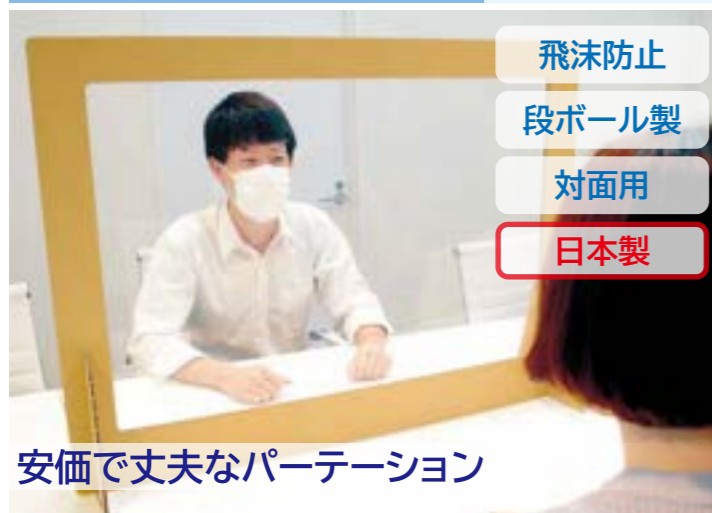 飛沫防止
段ボール製
対面用
日本製
安価で丈夫なパーテーション